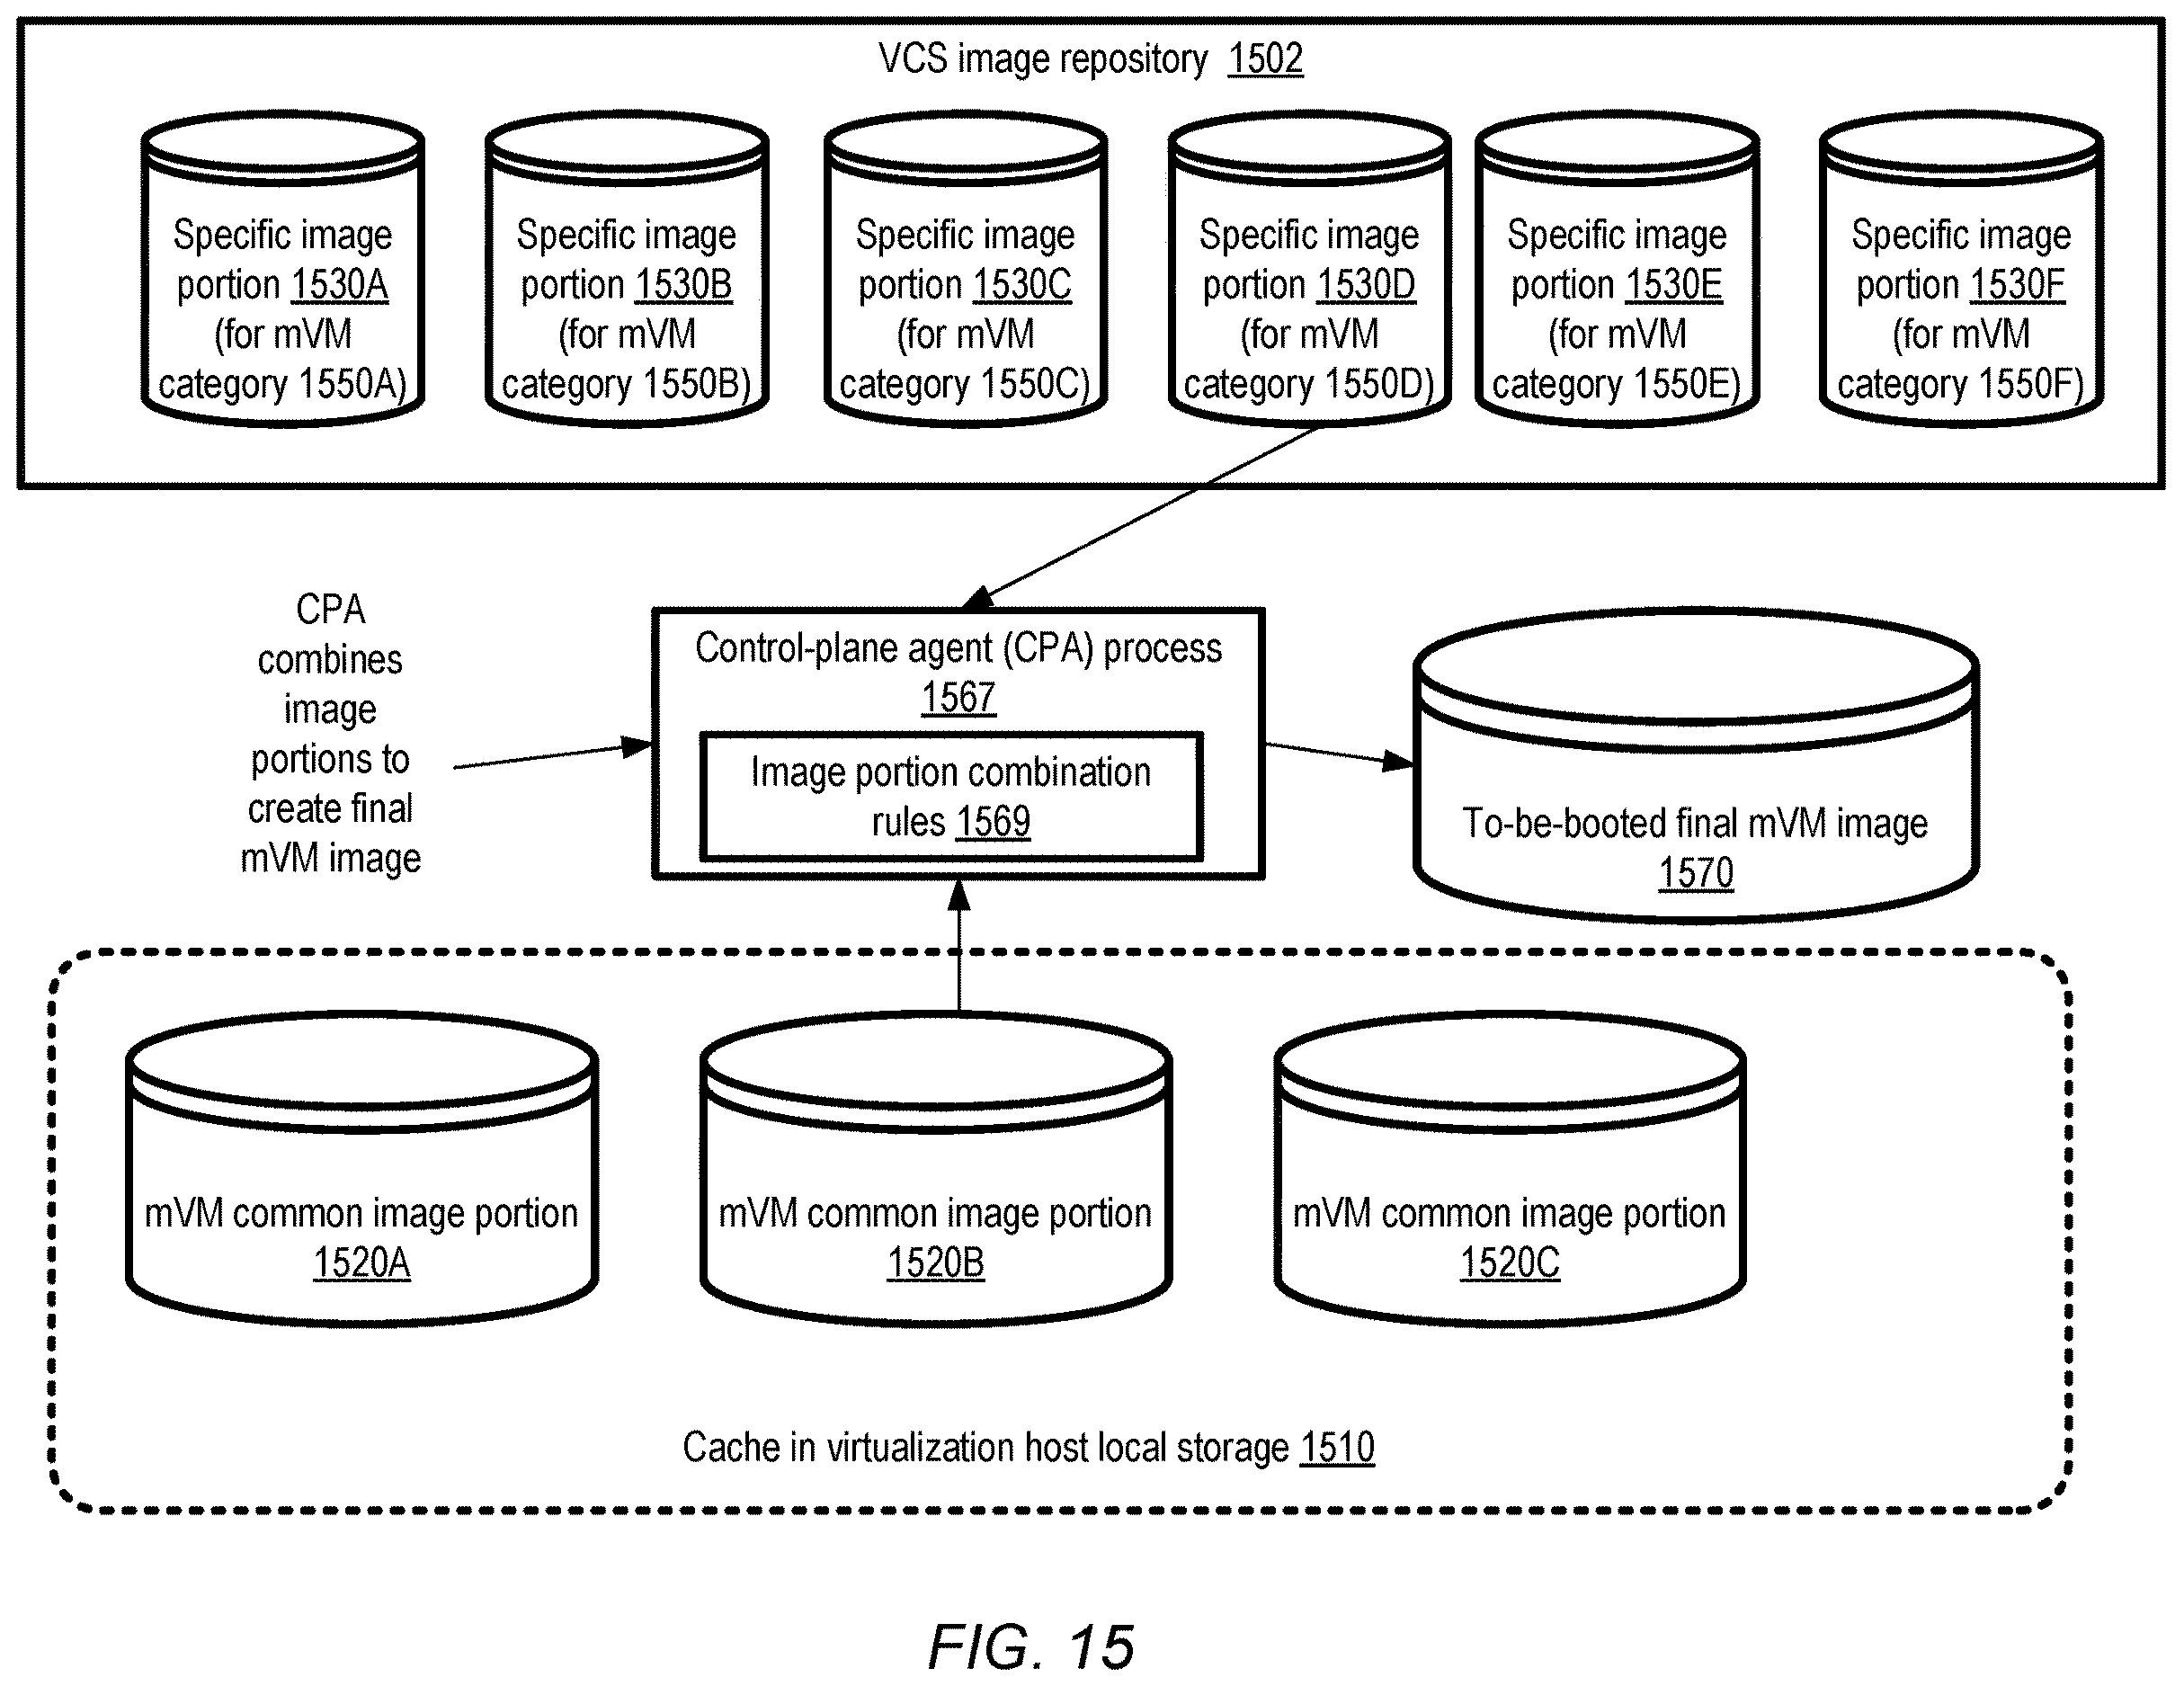 VCS image repository 1502
Specific image
portion 1530A
(for mVM
category 1550A)
Specific image
portion 1530B
(for mVM
category 1550B)
Specific image
portion 1530C
(for mVM
category 1550C)
Specific image
portion 1530D
(for mVM
category 1550D)
Specific image
portion 1530E
(for mVM
category 1550E)
Specific image
portion 1530F
(for mVM
category 1550F)
CPA
combines
image
portions to
create final
mVM image
Control-plane agent (CPA) process
1567
Image portion combination
rules 1569
To-be-booted final mVM image
1570
mVM common image portion
1520A
mVM common image portion
1520B
mVM common image portion
1520C
Cache in virtualization host local storage 1510
FIG. 15